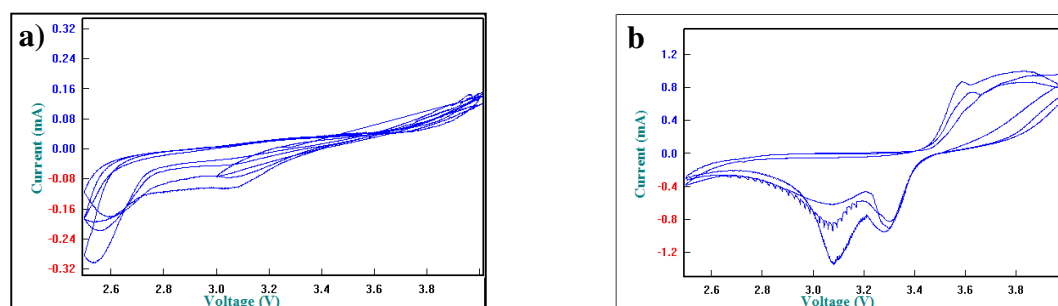 a)
0.32
0.24
0.16
0.08
0.00
-0.08
-0.16
-0.24
-0.32
Current (mA)
2.6 2.8 3.0 3.2 3.4 3.6 3.8 4.0
Voltage (V)
b
1.2
0.8
0.4
0.0
-0.4
-0.8
-1.2
Current (mA)
2.6 2.8 3.0 3.2 3.4 3.6 3.8
Voltage (V)